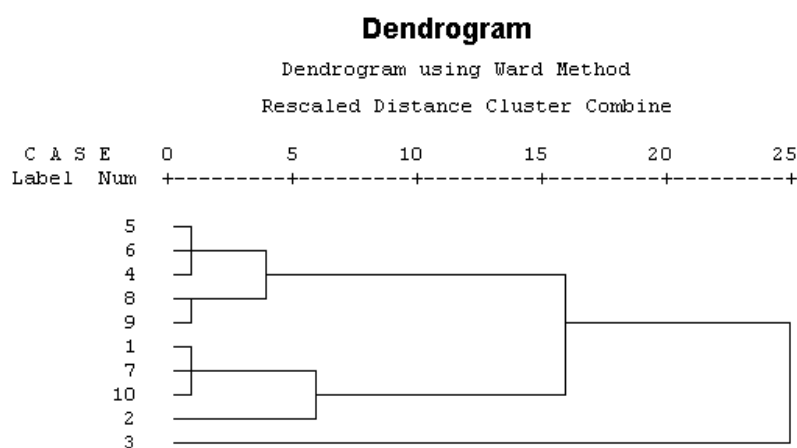 Dendrogram
Dendrogram using Ward Method
Rescaled Distance Cluster Combine
C A S E 0 5 10 15 20 25
Label Num +---------+---------+---------+---------+---------+
5
6
4
8
9
1
7
10
2
3